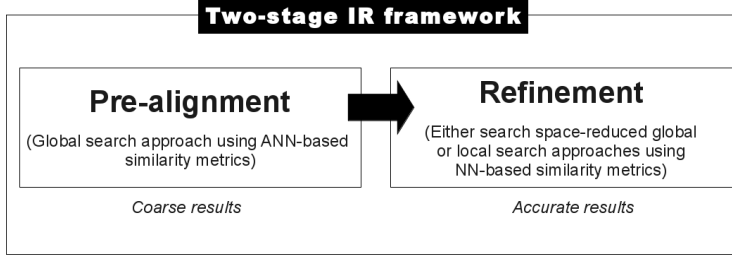 Two-stage IR framework
Pre-alignment
(Global search approach using ANN-based
similarity metrics)
Coarse results
Refinement
(Either search space-reduced global
or local search approaches using
NN-based similarity metrics)
Accurate results